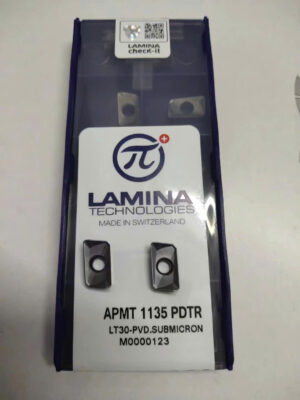 LAMINA
check-it
π
LAMINA
TECHNOLOGIES
MADE IN SWITZERLAND
APMT 1135 PDTR
LT30-PVD.SUBMICRON
M0000123